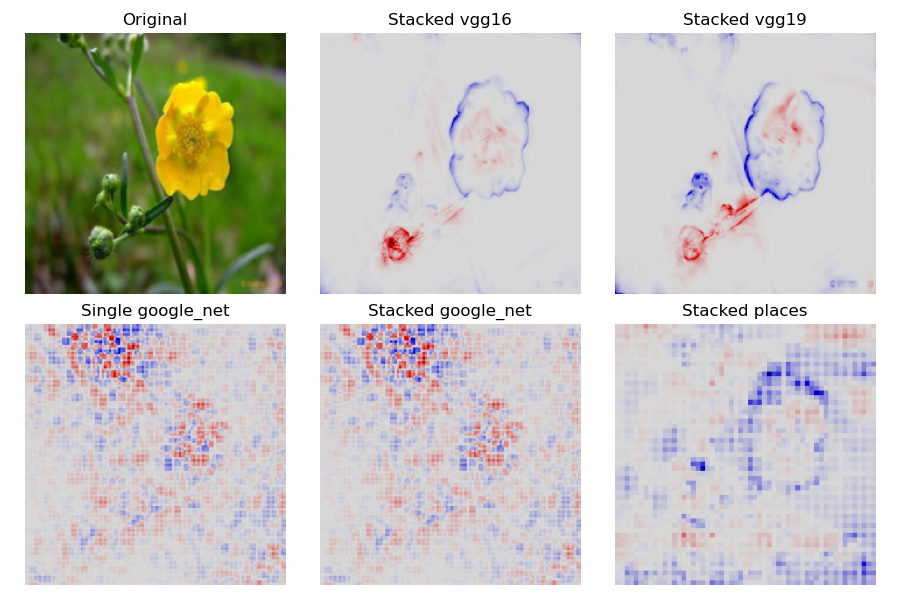 Original
Stacked vgg16
Stacked vgg19
Single google_net
Stacked google_net
Stacked places